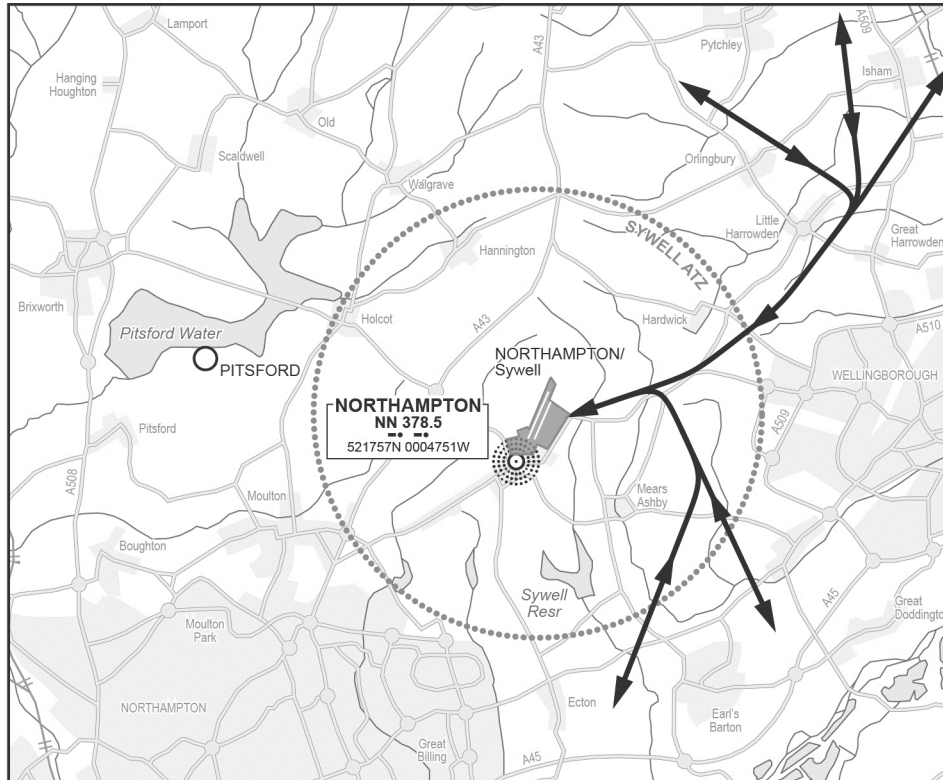 Lamport
A43
Pytchley
A509
Isham
Hanging
Houghton
Old
Scaldwell
Orlingbury
Walgrave
Little
Harrowden
Great
Harrowden
SYWELL ATZ
Hannington
Brixworth
Pitsford Water
Holcot
A43
Hardwick
A510
PITSFORD
NORTHAMPTON/
Sywell
WELLINGBOROUGH
NORTHAMPTON
NN 378.5
521757N 0004751W
Pitsford
A509
A508
Moulton
Mears
Ashby
Boughton
Sywell
Resr
A45
Great
Doddington
Moulton
Park
NORTHAMPTON
Ecton
Earl's
Barton
Great
Billing
A45